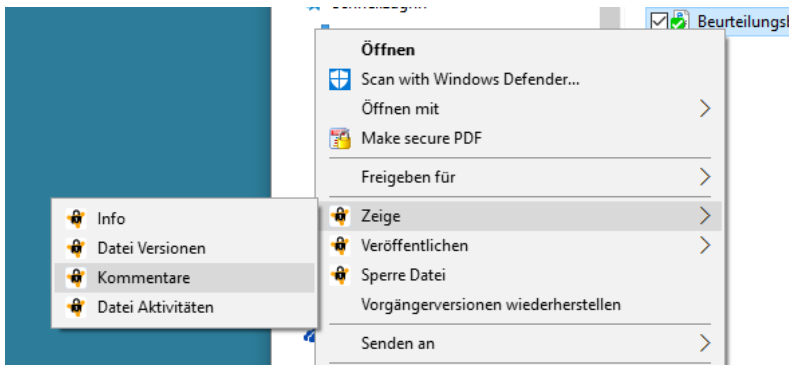 Beurteilungsb
Öffnen
Scan with Windows Defender...
Öffnen mit
Make secure PDF
Freigeben für
Zeige
Veröffentlichen
Sperre Datei
Vorgängerversionen wiederherstellen
Senden an
Info
Datei Versionen
Kommentare
Datei Aktivitäten